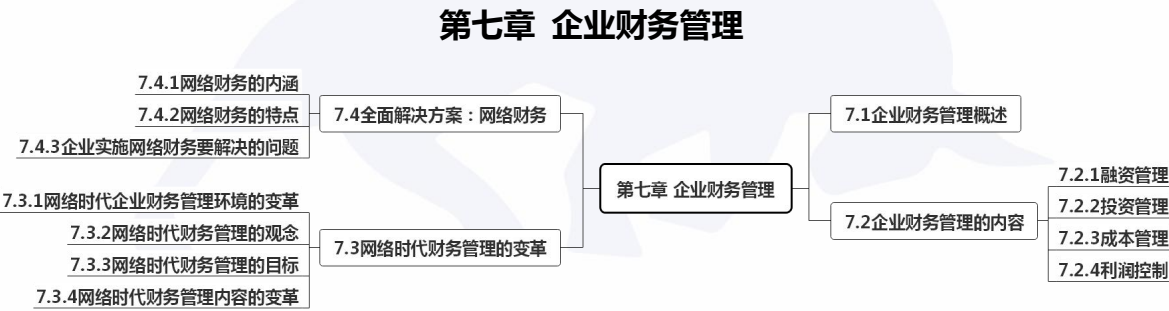 第七章 企业财务管理
7.4.1网络财务的内涵
7.4.2网络财务的特点
7.4.3企业实施网络财务要解决的问题
7.4全面解决方案：网络财务
7.3.1网络时代企业财务管理环境的变革
7.3.2网络时代财务管理的观念
7.3.3网络时代财务管理的目标
7.3.4网络时代财务管理内容的变革
7.3网络时代财务管理的变革
第七章 企业财务管理
7.1企业财务管理概述
7.2企业财务管理的内容
7.2.1融资管理
7.2.2投资管理
7.2.3成本管理
7.2.4利润控制